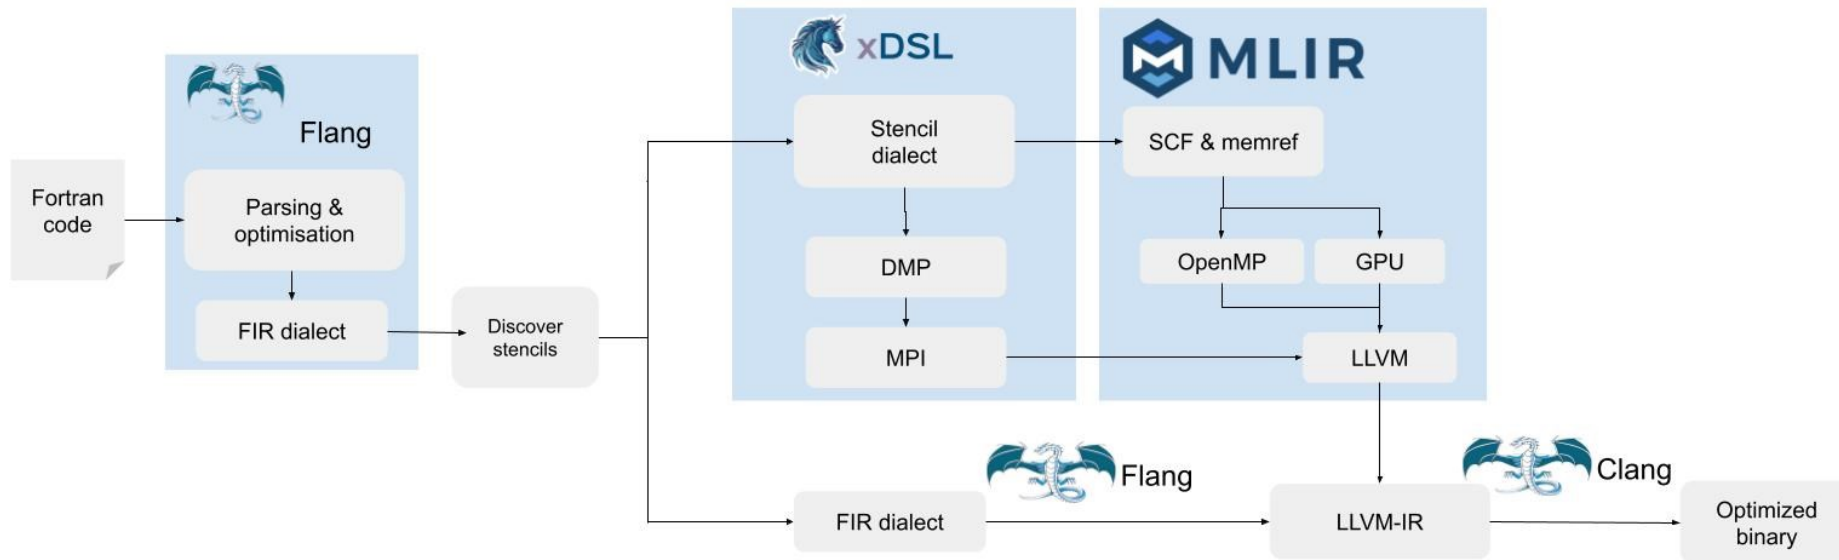 xDSL
MLIR
Flang
Fortran
code
Parsing &
optimisation
FIR dialect
Discover
stencils
Stencil
dialect
DMP
MPI
SCF & memref
OpenMP
GPU
LLVM
FIR dialect
Flang
LLVM-IR
Clang
Optimized
binary